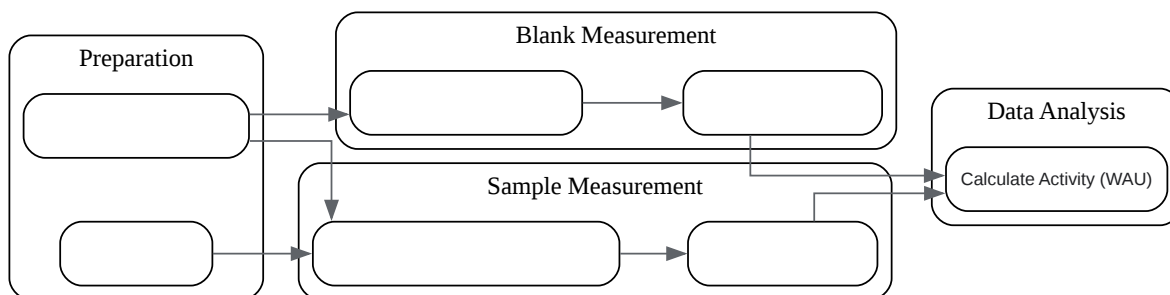 Preparation
Blank Measurement
Sample Measurement
Data Analysis
Calculate Activity (WAU)